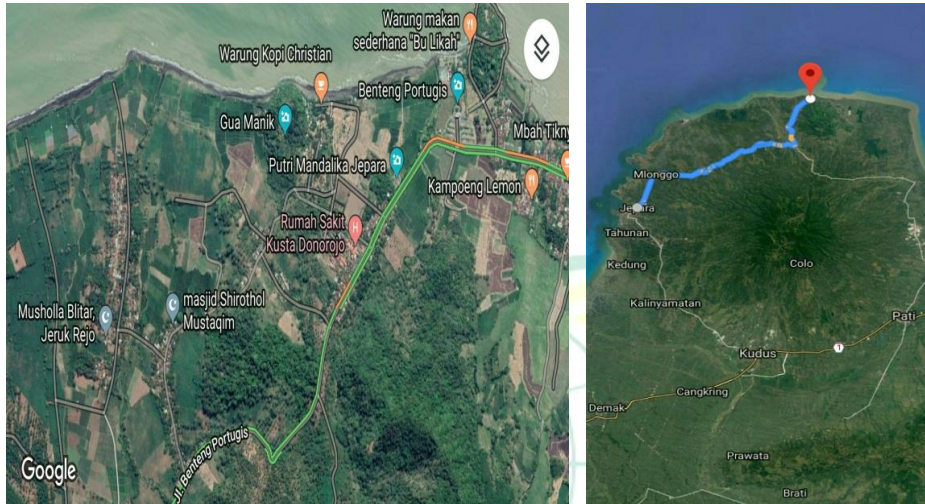 Warung makan
sederhana "Bu Likah"
Warung Kopi Christian
Benteng Portugis
Gua Manik
Mbah Tikny
Putri Mandalika Jepara
Kampoeng Lemon
Rumah Sakit
Kusta Donorojo
masjid Shirothol
Mustaqim
Musholla Blitar,
Jeruk Rejo
Jl. Benteng Portugis
Google
Mlonggo
Jepara
Tahunan
Kedung
Colo
Kalinyamatan
Pati
1
Kudus
Cangkring
Demak
Prawata
Brati